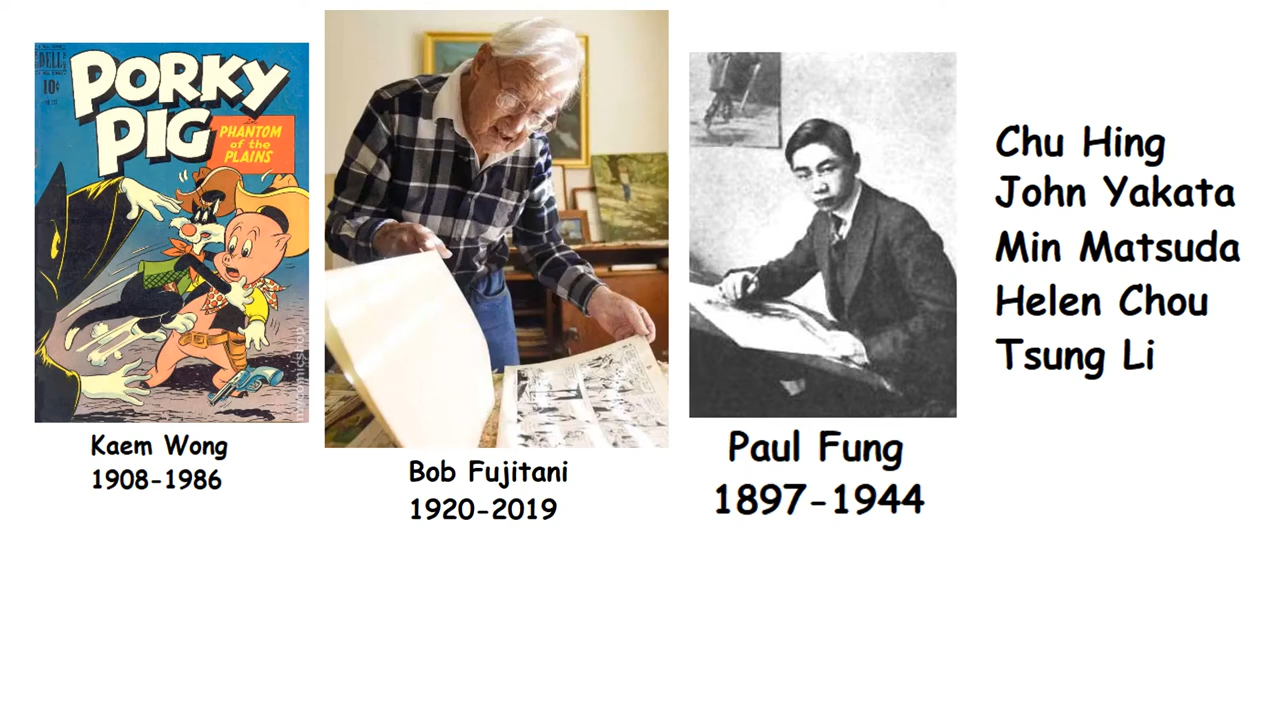 DELL
10¢
PORKY
PIG
PHANTOM
of the
PLAINS
Kaem Wong
1908-1986
Bob Fujitani
1920-2019
Paul Fung
1897-1944
Chu Hing
John Yakata
Min Matsuda
Helen Chou
Tsung Li